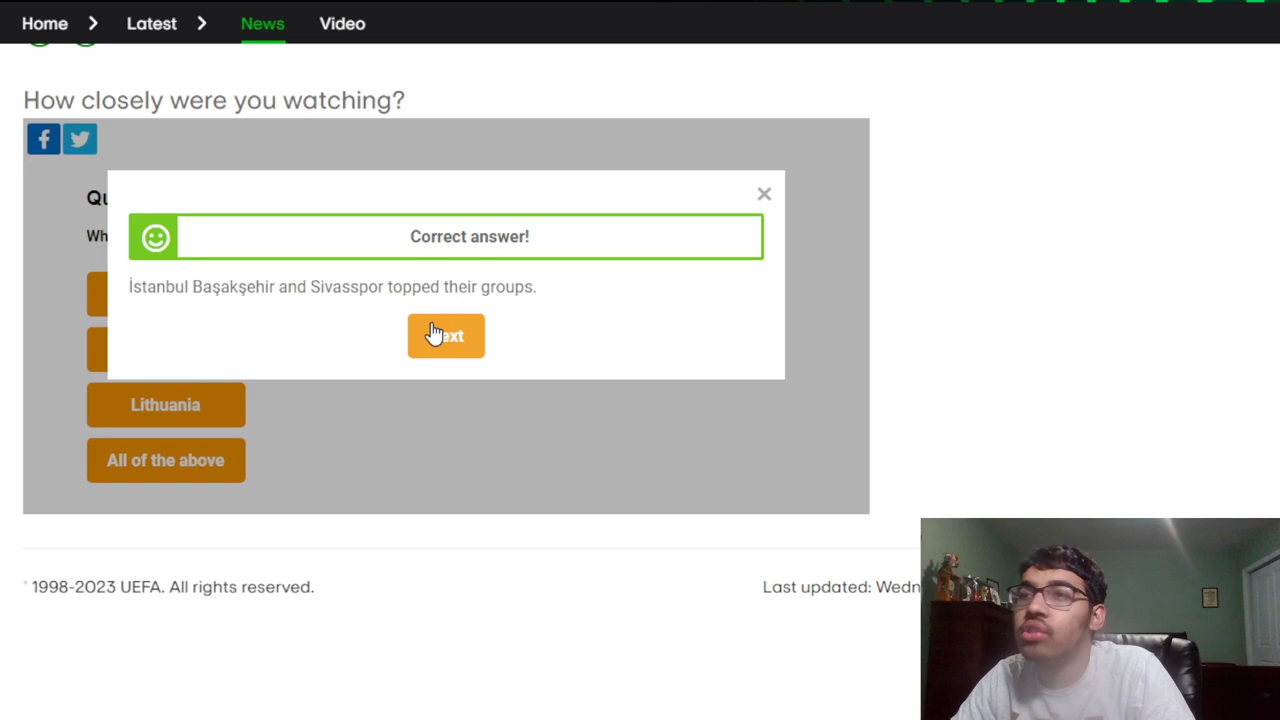 Home Latest News Video
How closely were you watching?
Correct answer!
İstanbul Başakşehir and Sivasspor topped their groups.
Lithuania
All of the above
1998-2023 UEFA. All rights reserved.
Last updated: